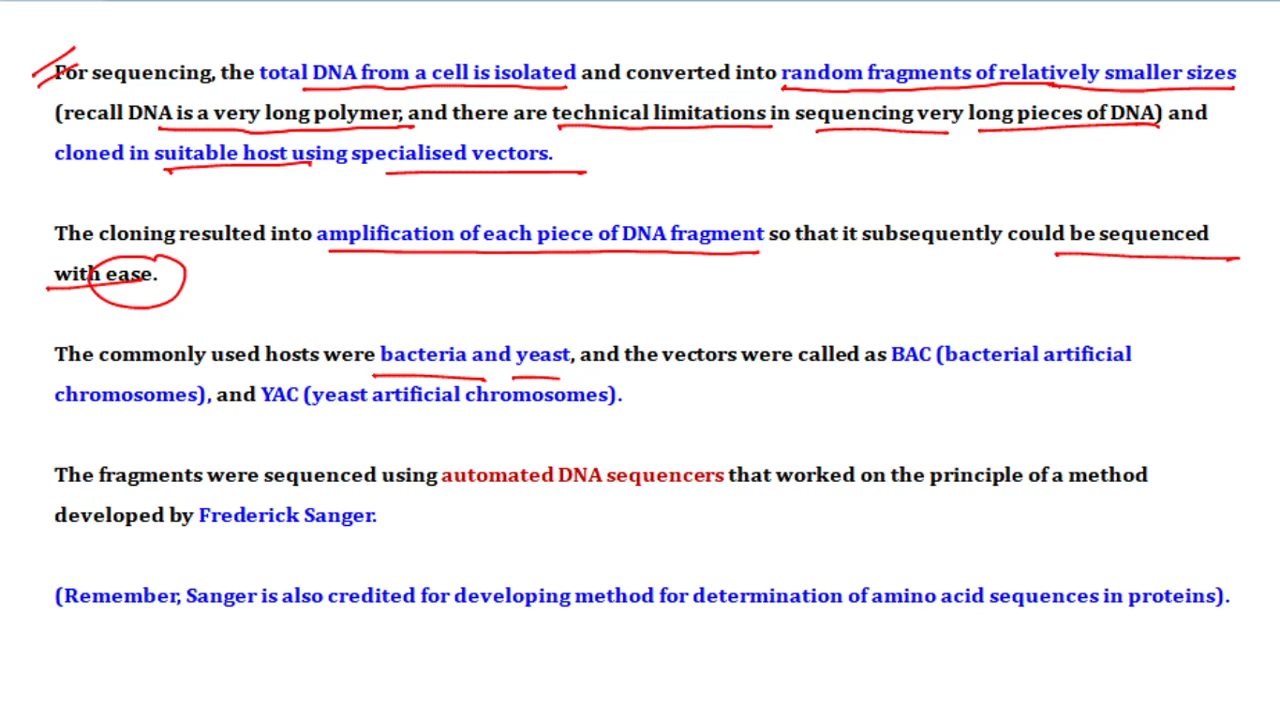 For sequencing, the total DNA from a cell is isolated and converted into random fragments of relatively smaller sizes
(recall DNA is a very long polymer, and there are technical limitations in sequencing very long pieces of DNA) and
cloned in suitable host using specialised vectors.
The cloning resulted into amplification of each piece of DNA fragment so that it subsequently could be sequenced
with ease.
The commonly used hosts were bacteria and yeast, and the vectors were called as BAC (bacterial artificial
chromosomes), and YAC (yeast artificial chromosomes).
The fragments were sequenced using automated DNA sequencers that worked on the principle of a method
developed by Frederick Sanger.
(Remember, Sanger is also credited for developing method for determination of amino acid sequences in proteins).